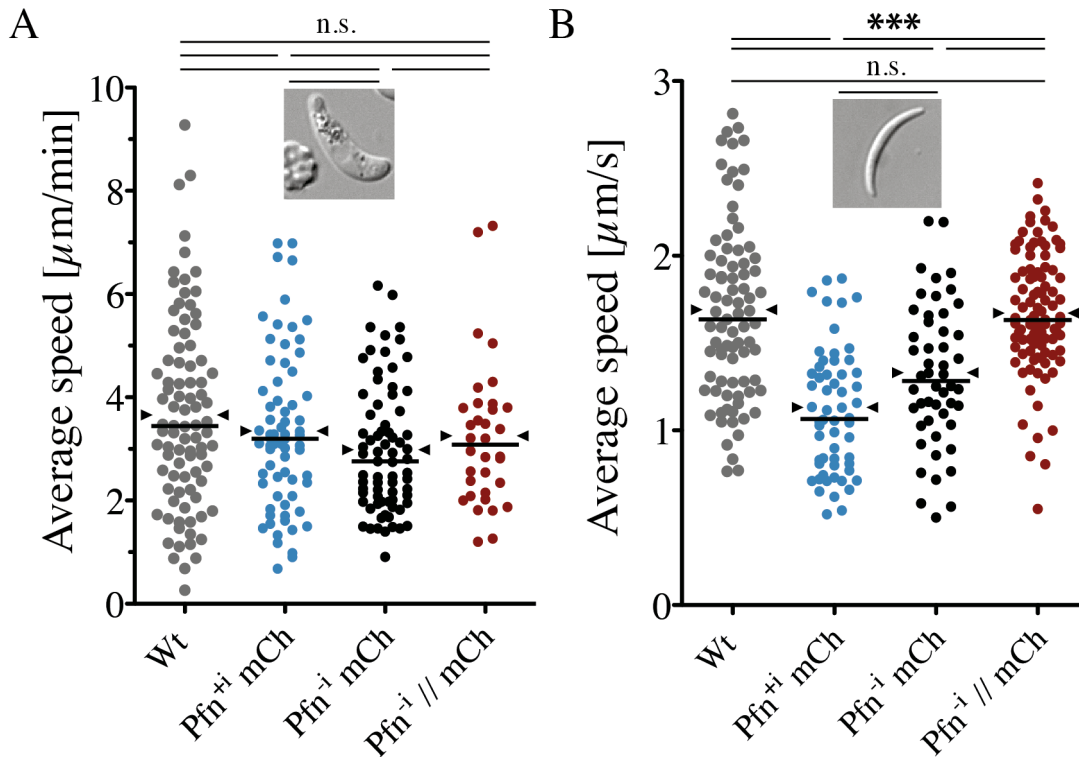 A
n.s.
Average speed [µm/min]
10
8
6
4
2
0
Wt
Pfn⁺ⁱ mCh
Pfn⁻ⁱ mCh
Pfn⁻ⁱ // mCh
B
***
n.s.
Average speed [µm/s]
3
2
1
0
Wt
Pfn⁺ⁱ mCh
Pfn⁻ⁱ mCh
Pfn⁻ⁱ // mCh